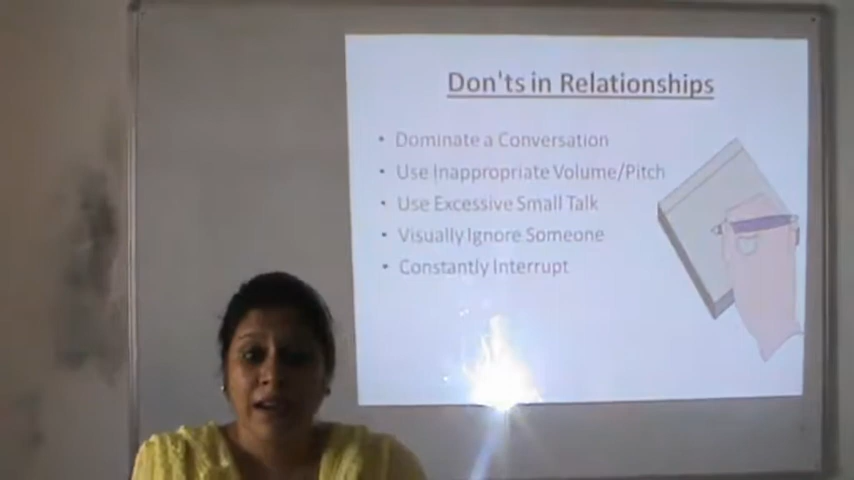 Don'ts in Relationships
• Dominate a Conversation
• Use Inappropriate Volume/Pitch
• Use Excessive Small Talk
• Visually Ignore Someone
• Constantly Interrupt